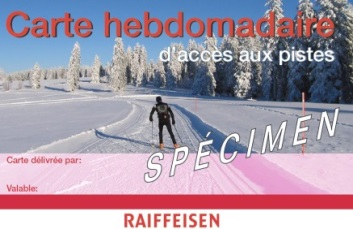 Carte hebdomadaire
d'accès aux pistes
SPÉCIMEN
Carte délivrée par:
Valable:
RAIFFEISEN